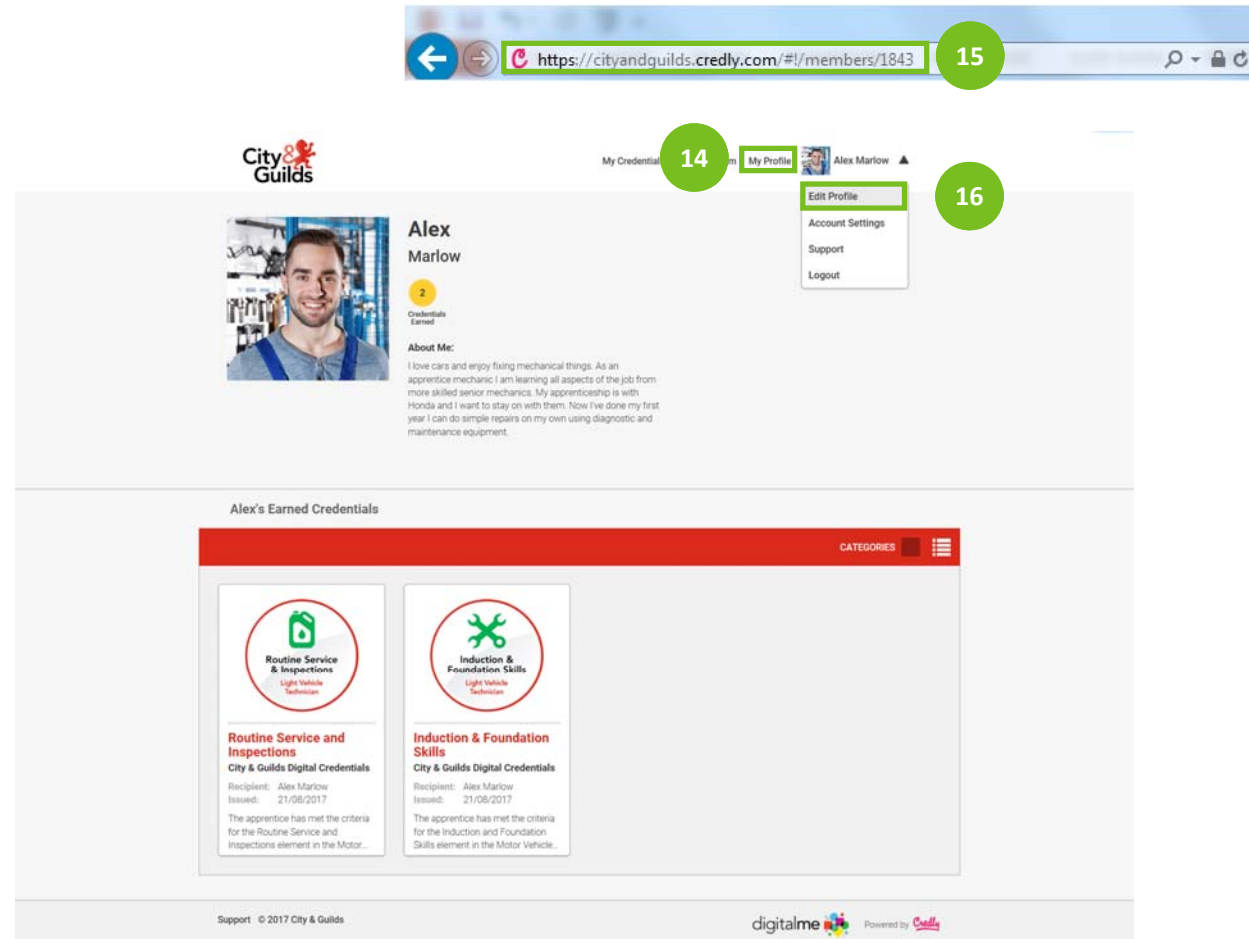 https://cityandguilds.credly.com/#!/members/1843
15
City&
Guilds
My Credential
14
m
My Profile
Alex Marlow
Edit Profile
16
Account Settings
Support
Logout
Alex
Marlow
2
Credentials
Earned
About Me:
I love cars and enjoy fixing mechanical things. As an
apprentice mechanic I am learning all aspects of the job from
more skilled senior mechanics. My apprenticeship is with
Honda and I want to stay on with them. Now I've done my first
year I can do simple repairs on my own using diagnostic and
maintenance equipment.
Alex's Earned Credentials
CATEGORIES
Routine Service
& Inspections
Light Vehicle
Technician
Routine Service and
Inspections
City & Guilds Digital Credentials
Recipient: Alex Marlow
Issued: 21/08/2017
The apprentice has met the criteria
for the Routine Service and
Inspections element in the Motor...
Induction &
Foundation Skills
Light Vehicle
Technician
Induction & Foundation
Skills
City & Guilds Digital Credentials
Recipient: Alex Marlow
Issued: 21/08/2017
The apprentice has met the criteria
for the Induction and Foundation
Skills element in the Motor Vehicle...
Support © 2017 City & Guilds
digitalme
Powered by Credly